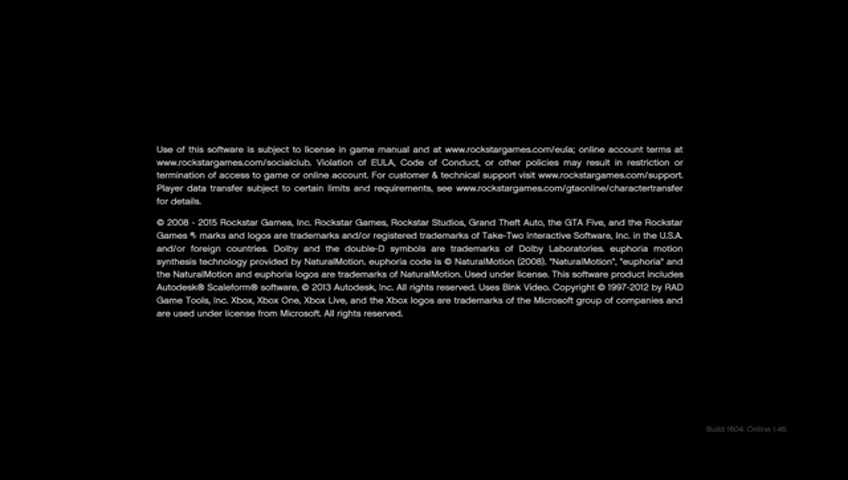 Use of this software is subject to license in game manual and at www.rockstargames.com/eula; online account terms at
www.rockstargames.com/socialclub. Violation of EULA, Code of Conduct, or other policies may result in restriction or
termination of access to game or online account. For customer & technical support visit www.rockstargames.com/support.
Player data transfer subject to certain limits and requirements, see www.rockstargames.com/gtaonline/charactertransfer
for details.
© 2008 - 2015 Rockstar Games, Inc. Rockstar Games, Rockstar Studios, Grand Theft Auto, the GTA Five, and the Rockstar
Games R* marks and logos are trademarks and/or registered trademarks of Take-Two Interactive Software, Inc. in the U.S.A.
and/or foreign countries. Dolby and the double-D symbols are trademarks of Dolby Laboratories. euphoria motion
synthesis technology provided by NaturalMotion. euphoria code is © NaturalMotion (2008). "NaturalMotion", "euphoria" and
the NaturalMotion and euphoria logos are trademarks of NaturalMotion. Used under license. This software product includes
Autodesk® Scaleform® software, © 2013 Autodesk, Inc. All rights reserved. Uses Bink Video. Copyright © 1997-2012 by RAD
Game Tools, Inc. Xbox, Xbox One, Xbox Live, and the Xbox logos are trademarks of the Microsoft group of companies and
are used under license from Microsoft. All rights reserved.
Build 1604, Online 1.46.